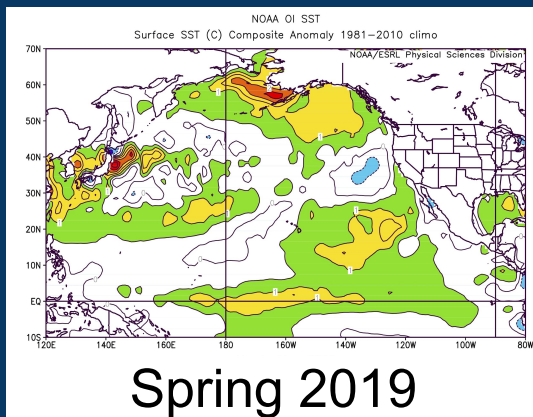 NOAA OI SST
Surface SST (C) Composite Anomaly 1981-2010 climo
NOAA/ESRL Physical Sciences Division
70N
60N
50N
40N
30N
20N
10N
EQ
10S
120E 140E 160E 180 160W 140W 120W 100W 80W
Spring 2019